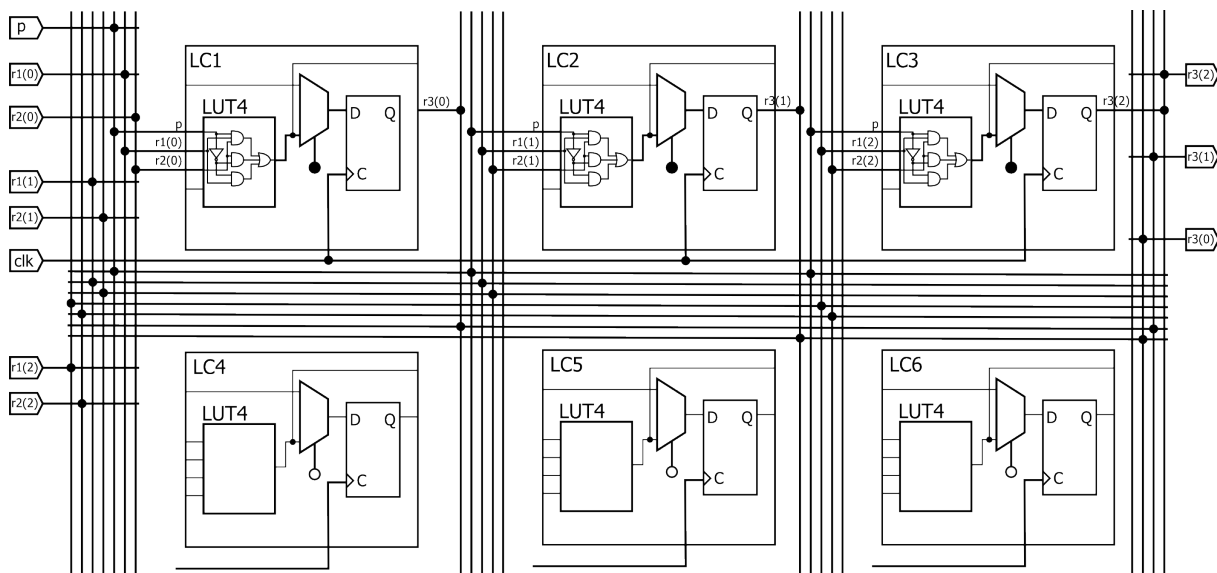 p
r1(0)
r2(0)
r1(1)
r2(1)
clk
r1(2)
r2(2)
LC1
LUT4
p
r1(0)
r2(0)
D
Q
C
r3(0)
LC2
LUT4
p
r1(1)
r2(1)
D
Q
C
r3(1)
LC3
LUT4
p
r1(2)
r2(2)
D
Q
C
r3(2)
r3(2)
r3(1)
r3(0)
LC4
LUT4
D
Q
C
LC5
LUT4
D
Q
C
LC6
LUT4
D
Q
C